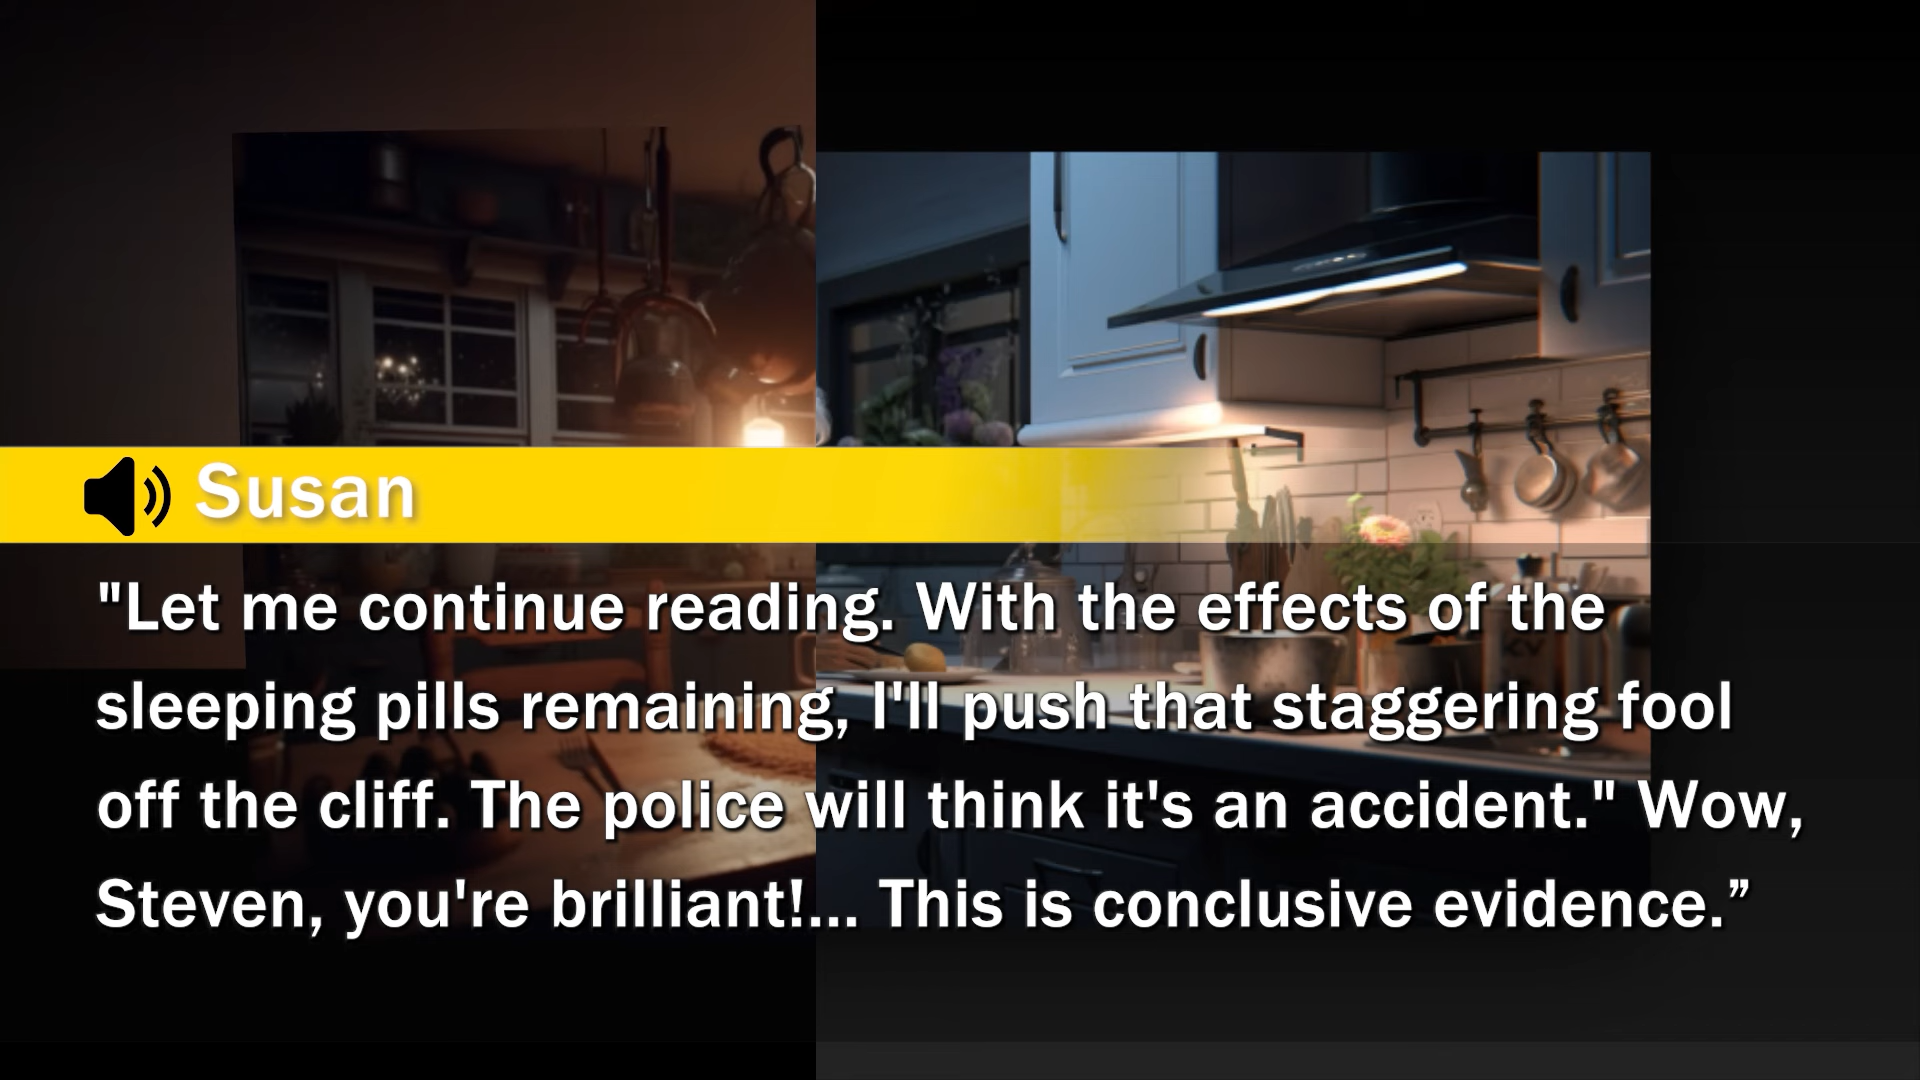 Susan
"Let me continue reading. With the effects of the
sleeping pills remaining, I'll push that staggering fool
off the cliff. The police will think it's an accident." Wow,
Steven, you're brilliant!... This is conclusive evidence.”